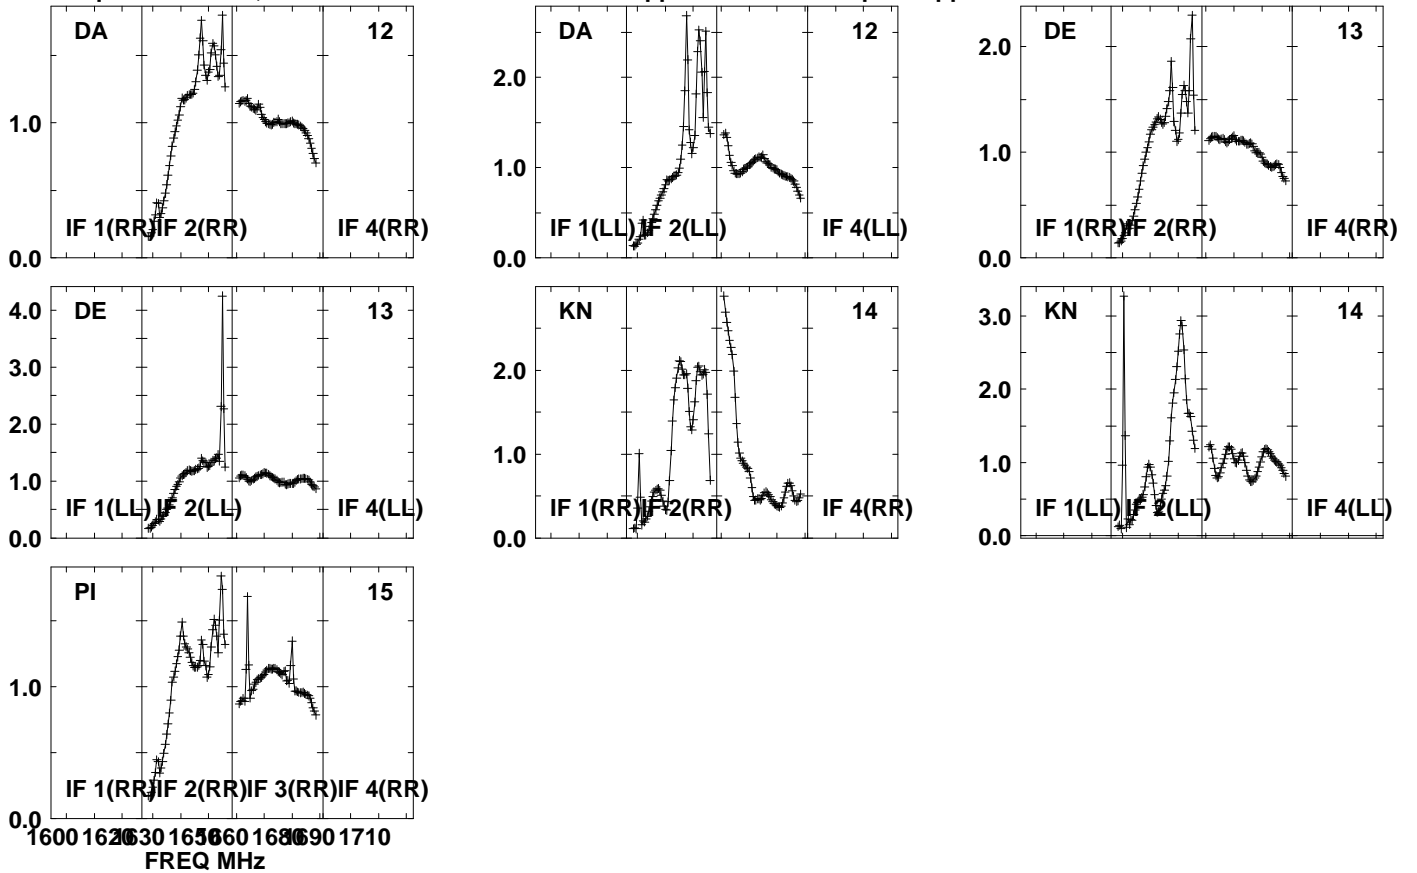 DA 12
1.0
IF 1(RR) IF 2(RR) IF 4(RR)
0.0
DA 12
2.0
1.0
IF 1(LL) IF 2(LL) IF 4(LL)
0.0
DE 13
2.0
1.0
IF 1(RR) IF 2(RR) IF 4(RR)
0.0
DE 13
4.0
3.0
2.0
1.0
IF 1(LL) IF 2(LL) IF 4(LL)
0.0
KN 14
2.0
1.0
IF 1(RR) IF 2(RR) IF 4(RR)
0.0
KN 14
3.0
2.0
1.0
IF 1(LL) IF 2(LL) IF 4(LL)
0.0
PI 15
1.0
IF 1(RR) IF 2(RR) IF 3(RR) IF 4(RR)
0.0
1600 1620 1630 1650 1660 1680 1690 1710
FREQ MHz